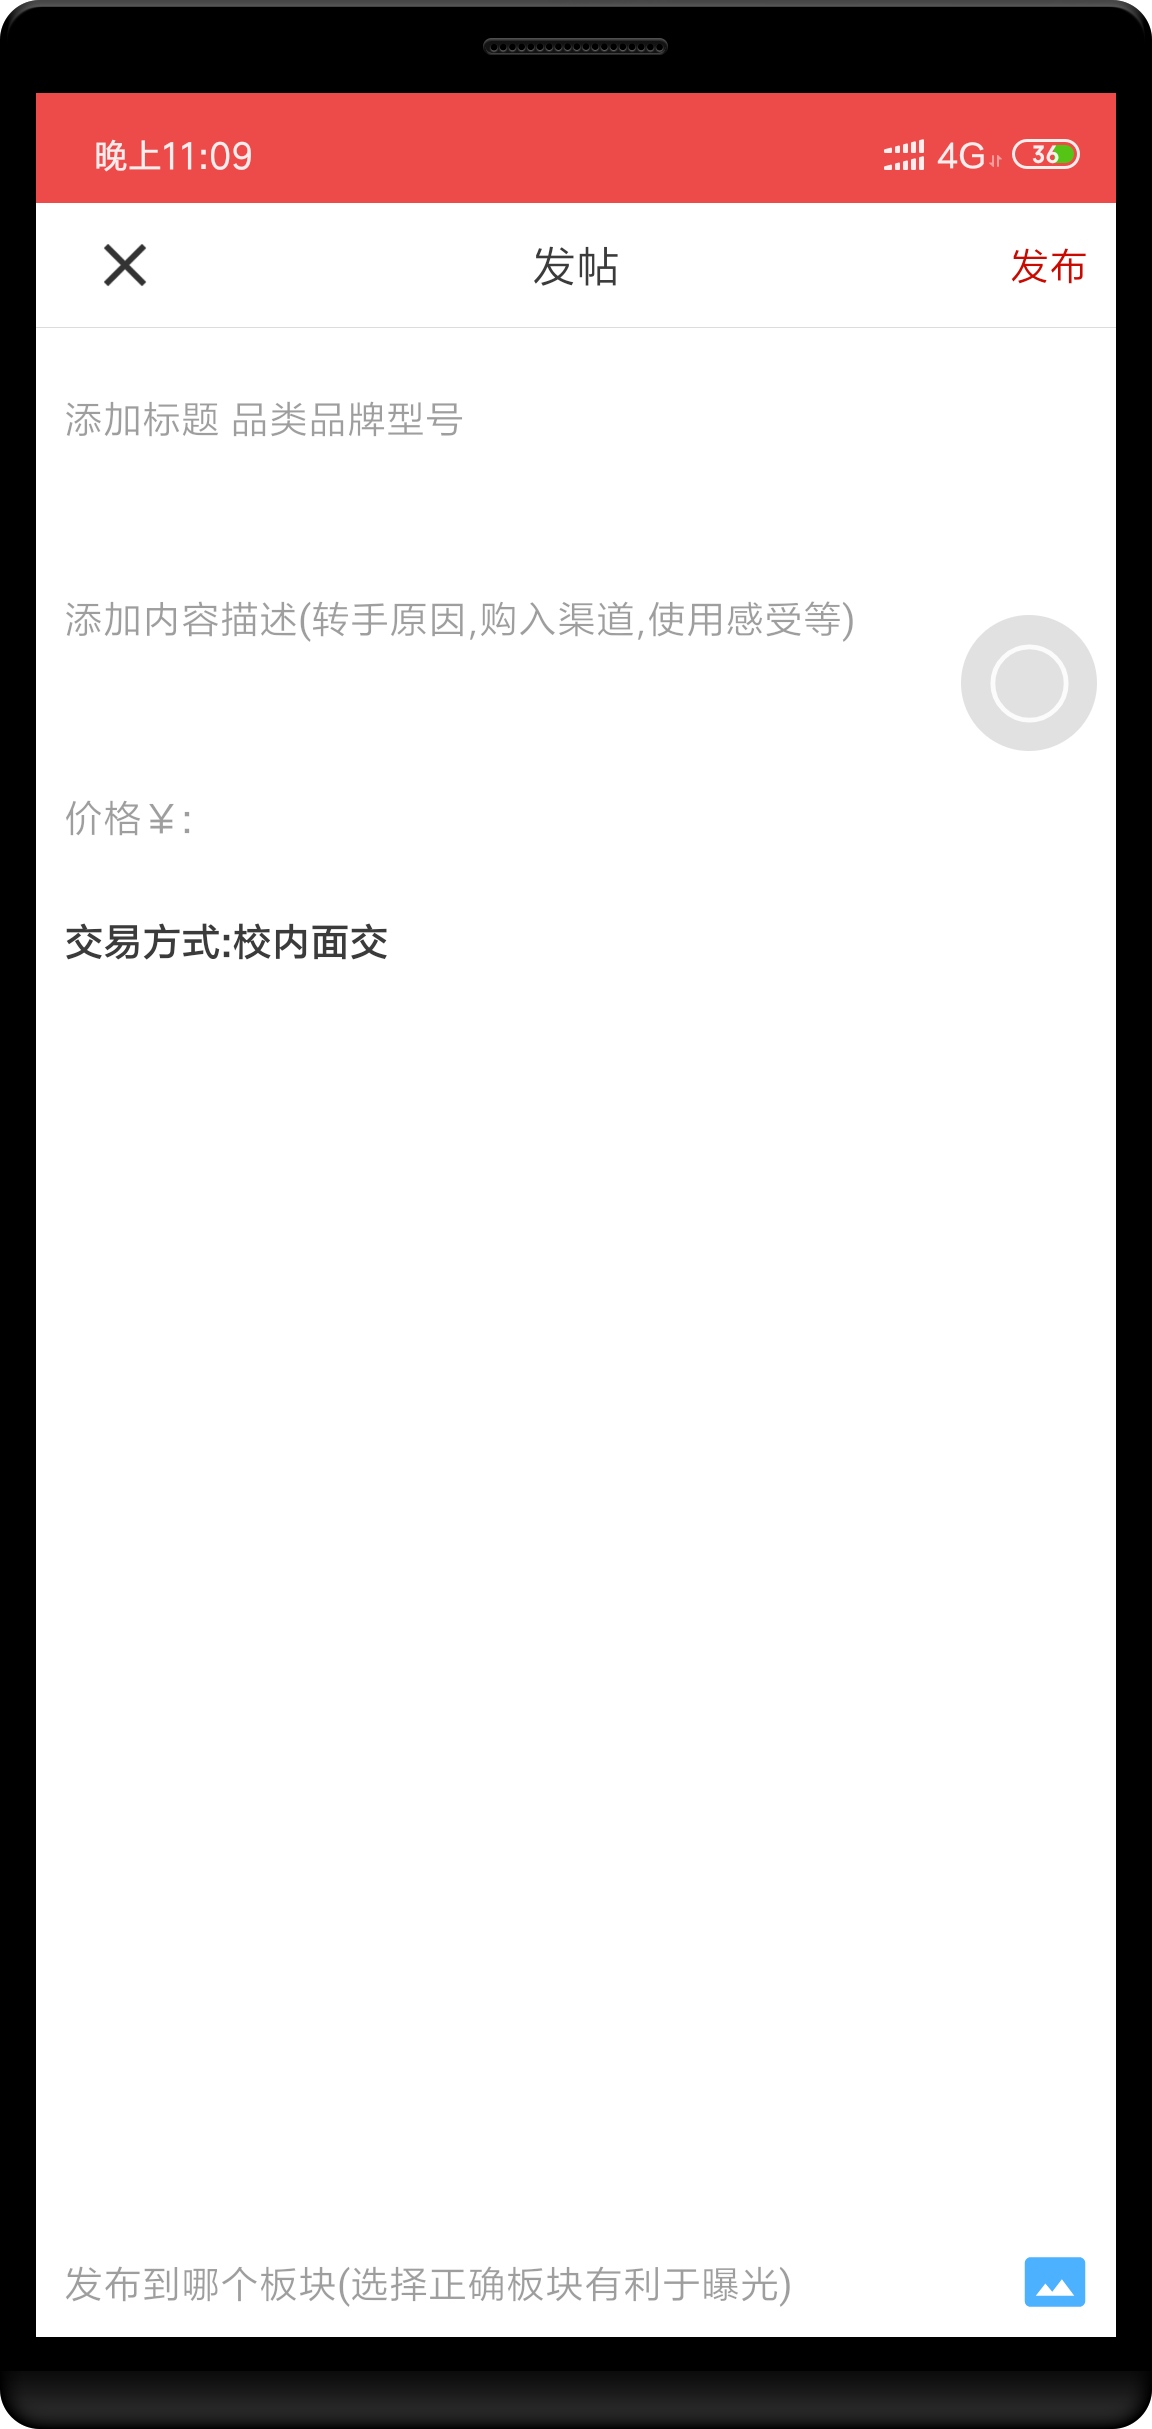 晚上11:09 4G 36
发帖 发布
添加标题 品类品牌型号
添加内容描述(转手原因,购入渠道,使用感受等)
价格￥:
交易方式:校内面交
发布到哪个板块(选择正确板块有利于曝光)